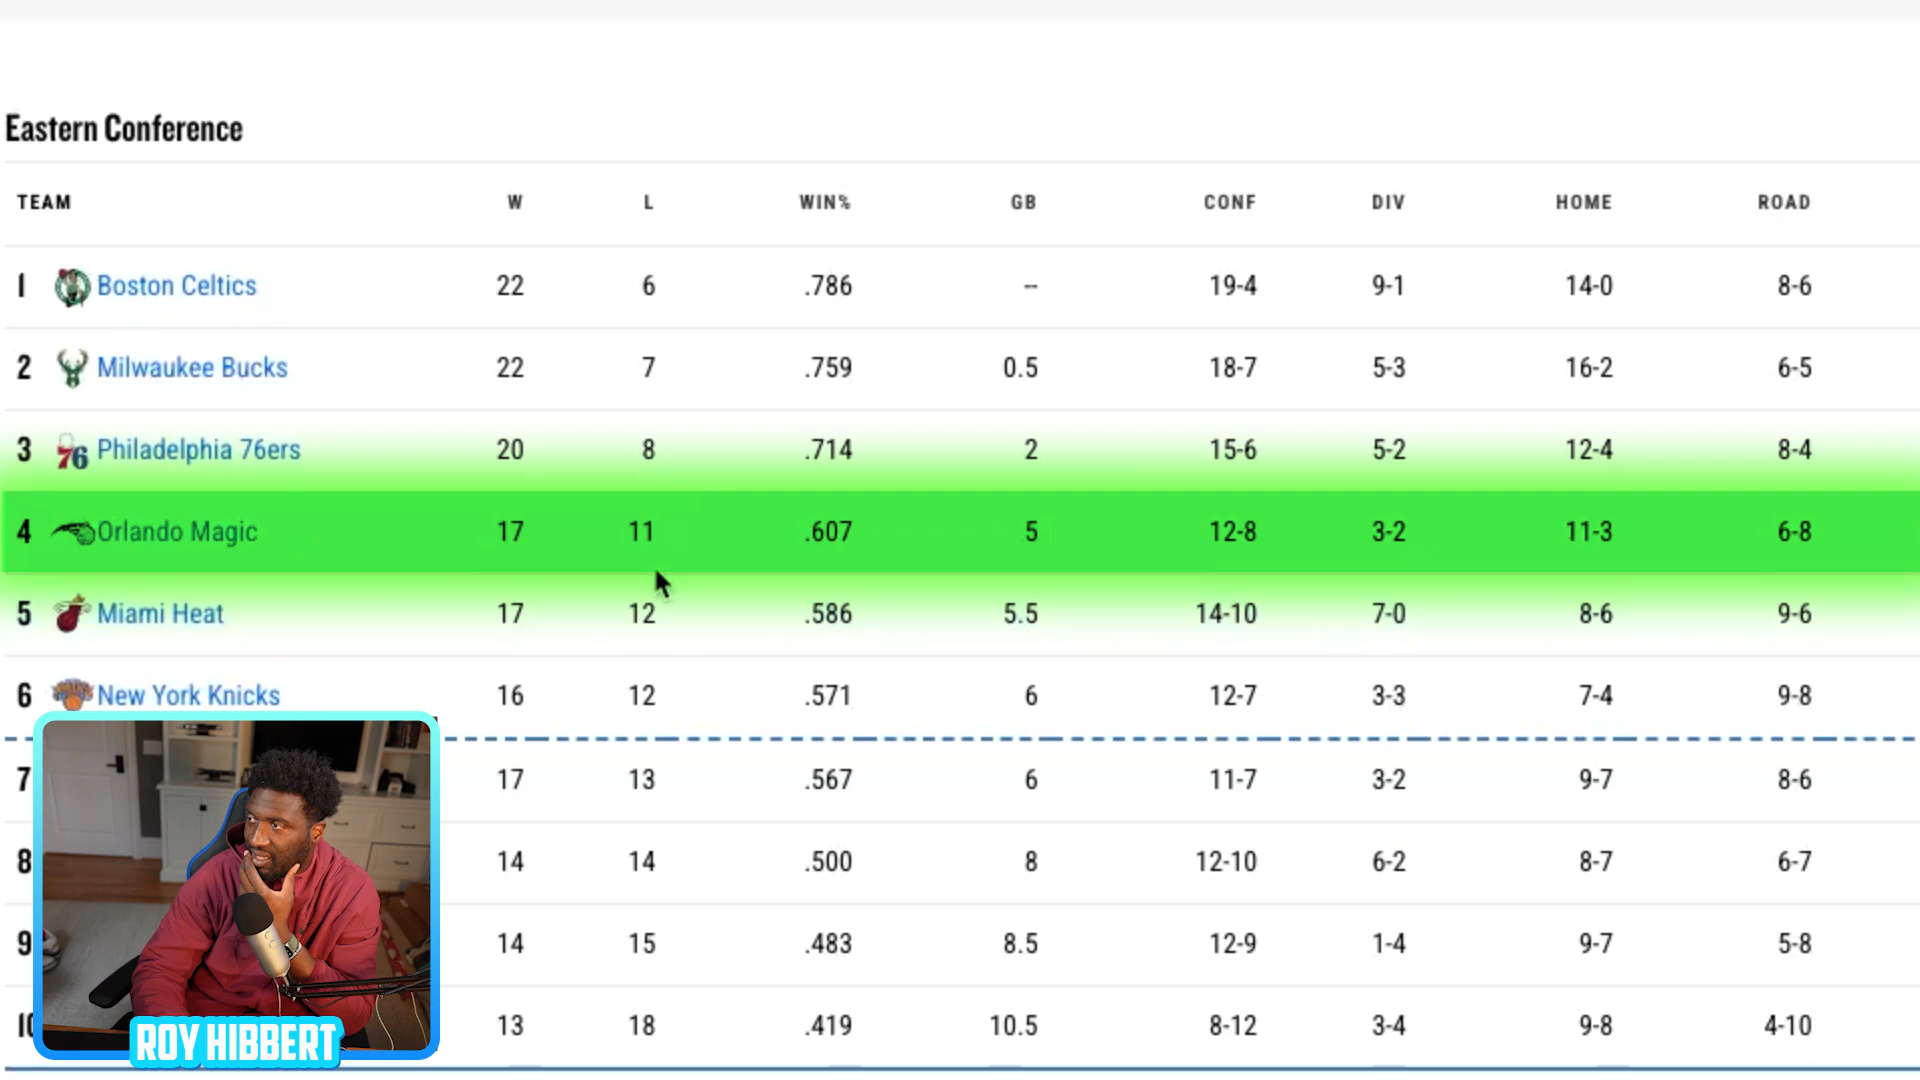 Eastern Conference
TEAM W L WIN% GB CONF DIV HOME ROAD
1 Boston Celtics 22 6 .786 -- 19-4 9-1 14-0 8-6
2 Milwaukee Bucks 22 7 .759 0.5 18-7 5-3 16-2 6-5
3 76 Philadelphia 76ers 20 8 .714 2 15-6 5-2 12-4 8-4
4 Orlando Magic 17 11 .607 5 12-8 3-2 11-3 6-8
5 Miami Heat 17 12 .586 5.5 14-10 7-0 8-6 9-6
6 New York Knicks 16 12 .571 6 12-7 3-3 7-4 9-8
7 17 13 .567 6 11-7 3-2 9-7 8-6
8 14 14 .500 8 12-10 6-2 8-7 6-7
9 14 15 .483 8.5 12-9 1-4 9-7 5-8
10 13 18 .419 10.5 8-12 3-4 9-8 4-10
ROY HIBBERT